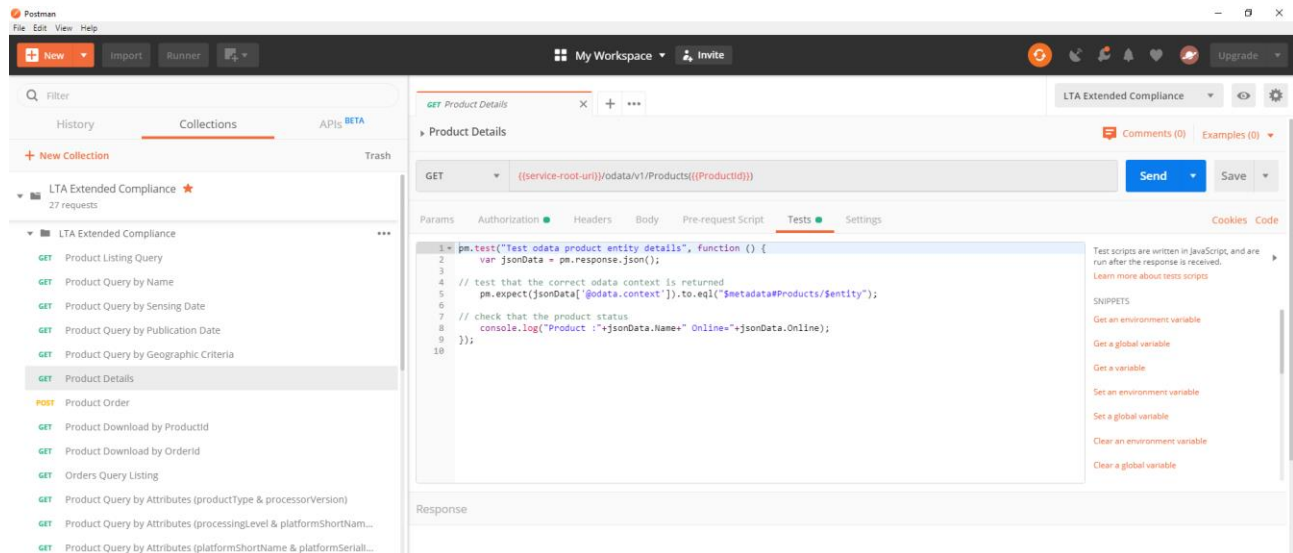 Postman
File Edit View Help
New Import Runner My Workspace Invite Upgrade
Filter
History Collections APIs BETA
+ New Collection Trash
LTA Extended Compliance
27 requests
LTA Extended Compliance
GET Product Listing Query
GET Product Query by Name
GET Product Query by Sensing Date
GET Product Query by Publication Date
GET Product Query by Geographic Criteria
GET Product Details
POST Product Order
GET Product Download by ProductId
GET Product Download by OrderId
GET Orders Query Listing
GET Product Query by Attributes (productType & processorVersion)
GET Product Query by Attributes (processingLevel & platformShortNam...
GET Product Query by Attributes (platformShortName & platformSeriall...
GET Product Details
LTA Extended Compliance
Product Details
Comments (0) Examples (0)
GET {{service-root-uri}}/odata/v1/Products({{ProductId}})
Send Save
Params Authorization Headers Body Pre-request Script Tests Settings Cookies Code
1 pm.test("Test odata product entity details", function () {
2 var jsonData = pm.response.json();
3
4 // test that the correct odata context is returned
5 pm.expect(jsonData['@odata.context']).to.eql("$metadata#Products/$entity");
6
7 // check that the product status
8 console.log("Product :"+jsonData.Name+" Online="+jsonData.Online);
9 });
10
Test scripts are written in JavaScript, and are
run after the response is received.
Learn more about tests scripts
SNIPPETS
Get an environment variable
Get a global variable
Get a variable
Set an environment variable
Set a global variable
Clear an environment variable
Clear a global variable
Response